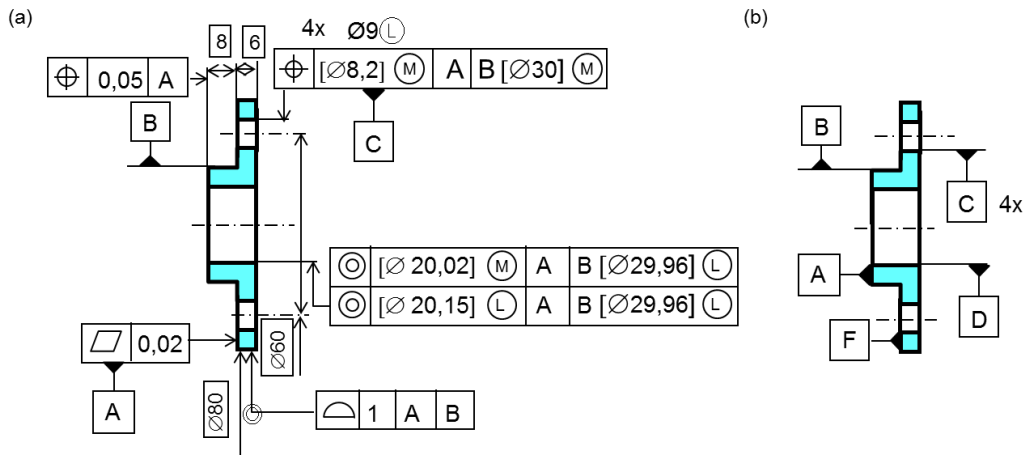 (a)
(b)
4x Ø9 Ⓛ
8 6
⌖ 0,05 A
⌖ [Ø8,2] Ⓜ A B [Ø30] Ⓜ
B
C
◎ [Ø 20,02] Ⓜ A B [Ø29,96] Ⓛ
◎ [Ø 20,15] Ⓛ A B [Ø29,96] Ⓛ
⏥ 0,02
A
Ø60
Ø80
⌓ 1 A B
B
C 4x
A
D
F